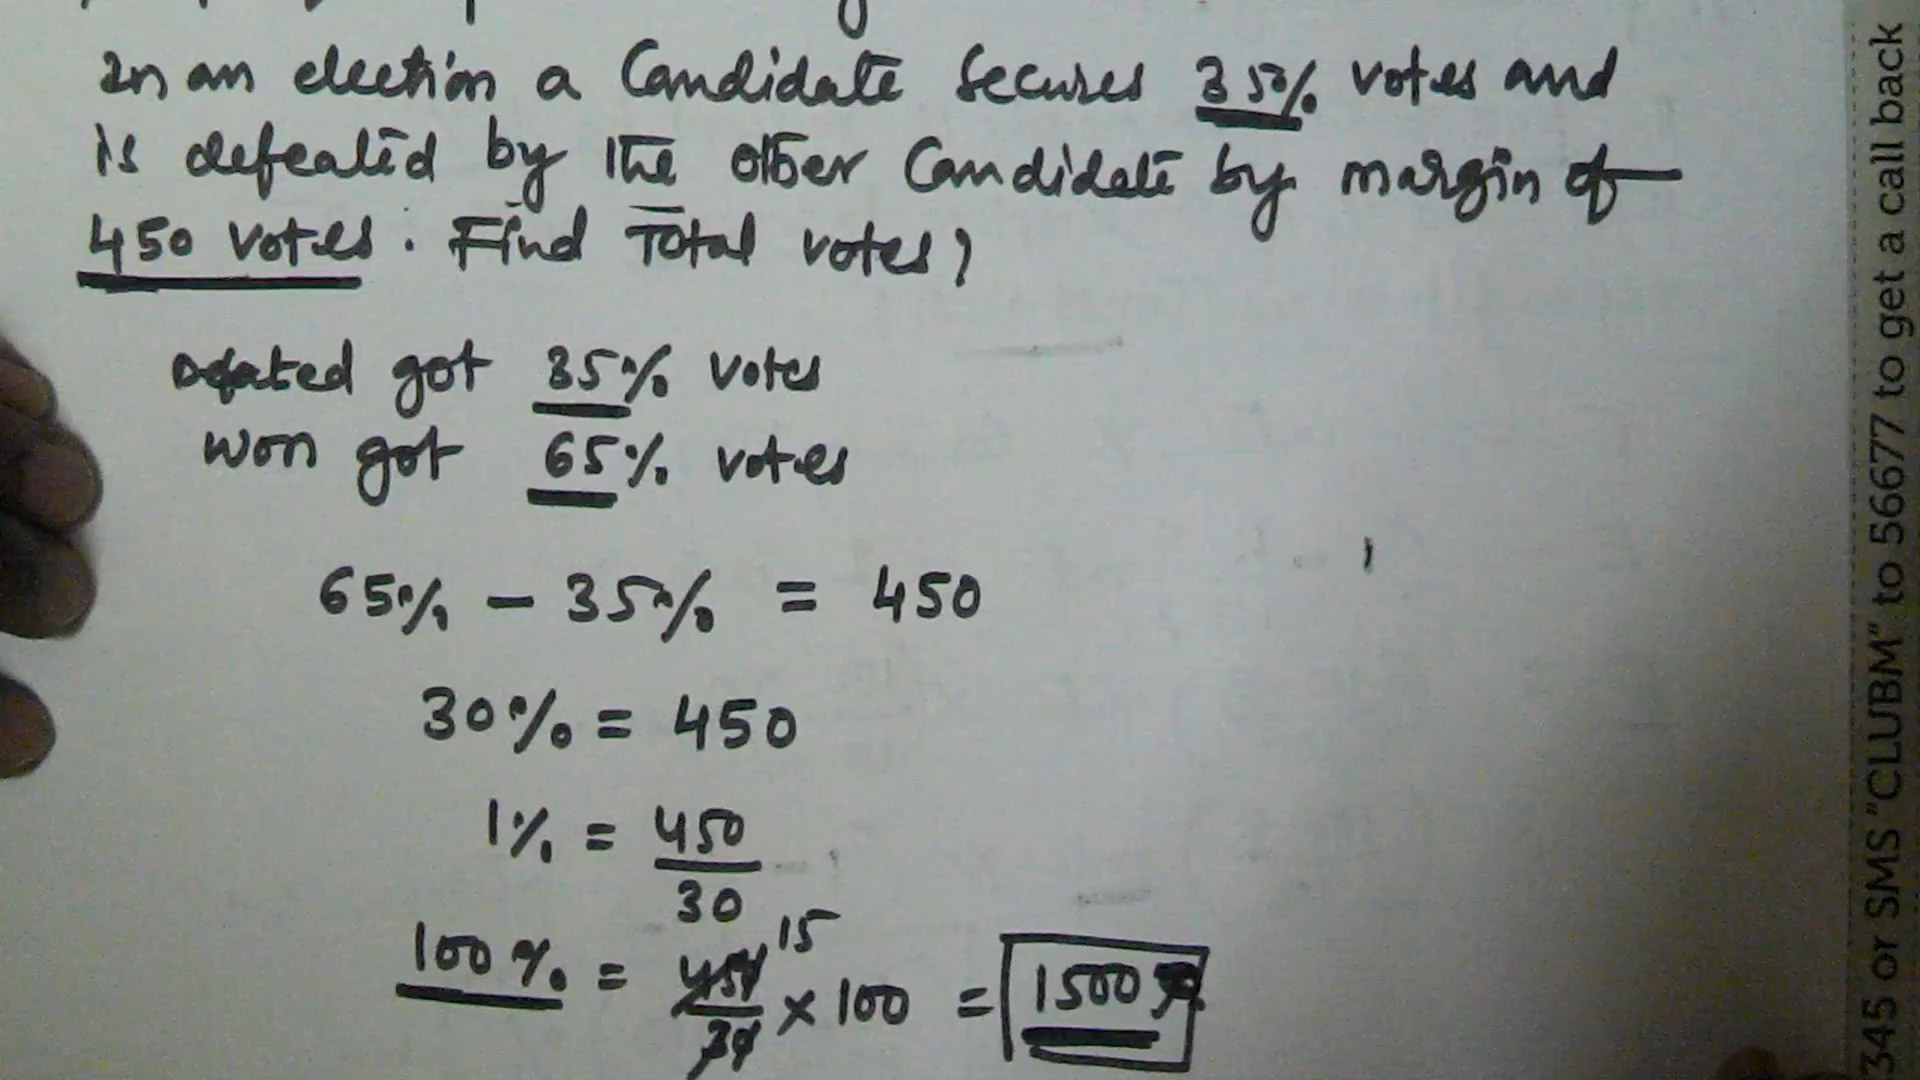 In an election a Candidate Secures 35% votes and
is defeated by the other Candidate by margin of
450 votes. Find Total votes?
Defated got 35% votes
Won got 65% votes
65% - 35% = 450
30% = 450
1% = 450/30
100% = 450/30 15 × 100 = 1500
345 or SMS "CLUBM" to 56677 to get a call back